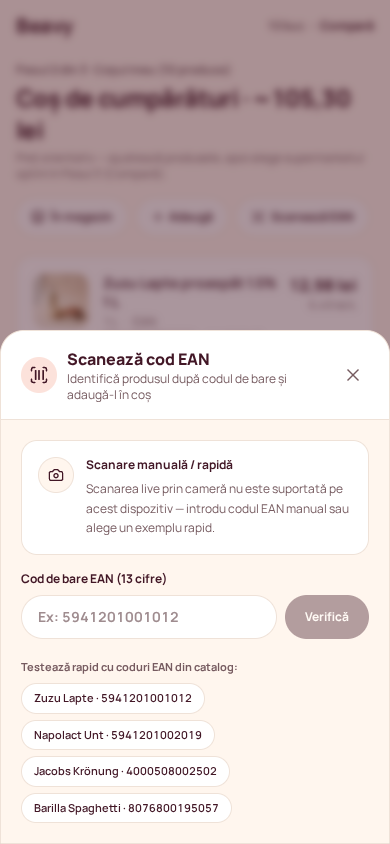 Coș de cumpărături · ~ 105,30
lei
Scanează cod EAN
Identifică produsul după codul de bare și
adaugă-l în coș
Scanare manuală / rapidă
Scanarea live prin cameră nu este suportată pe
acest dispozitiv — introdu codul EAN manual sau
alege un exemplu rapid.
Cod de bare EAN (13 cifre)
Ex: 5941201001012
Verifică
Testează rapid cu coduri EAN din catalog:
Zuzu Lapte · 5941201001012
Napolact Unt · 5941201002019
Jacobs Krönung · 4000508002502
Barilla Spaghetti · 8076800195057